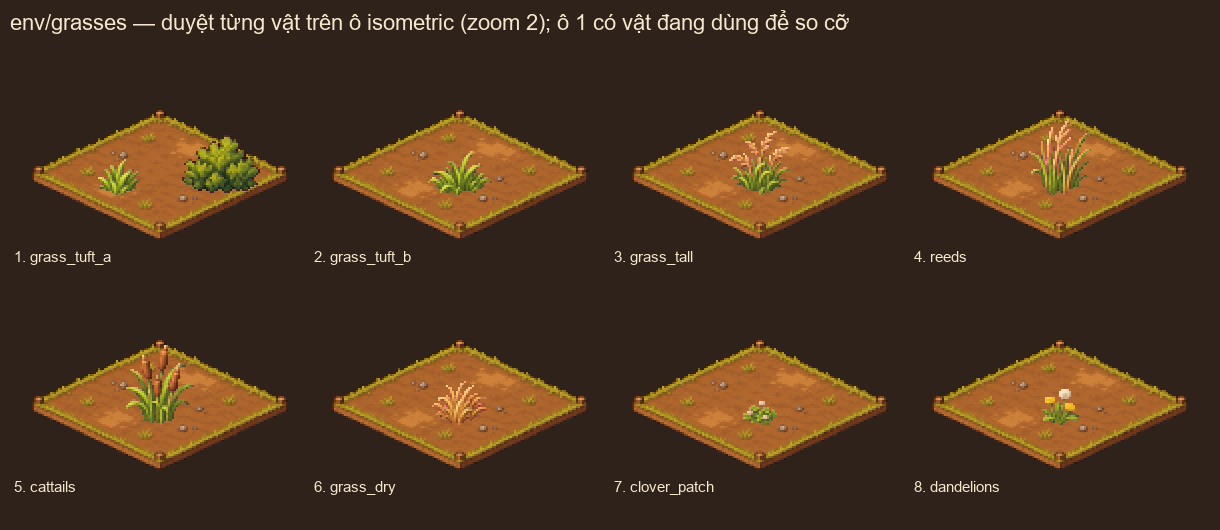 env/grasses — duyệt từng vật trên ô isometric (zoom 2); ô 1 có vật đang dùng để so cỡ
1. grass_tuft_a
2. grass_tuft_b
3. grass_tall
4. reeds
5. cattails
6. grass_dry
7. clover_patch
8. dandelions